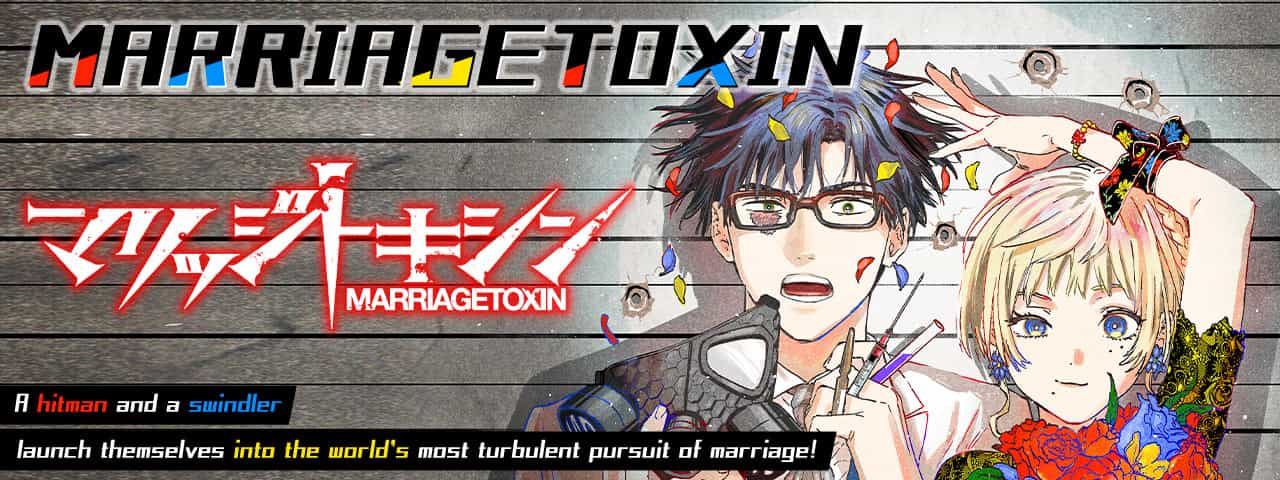 MARRIAGETOXIN
マリッジトキシン
MARRIAGETOXIN
A hitman and a swindler
launch themselves into the world's most turbulent pursuit of marriage!